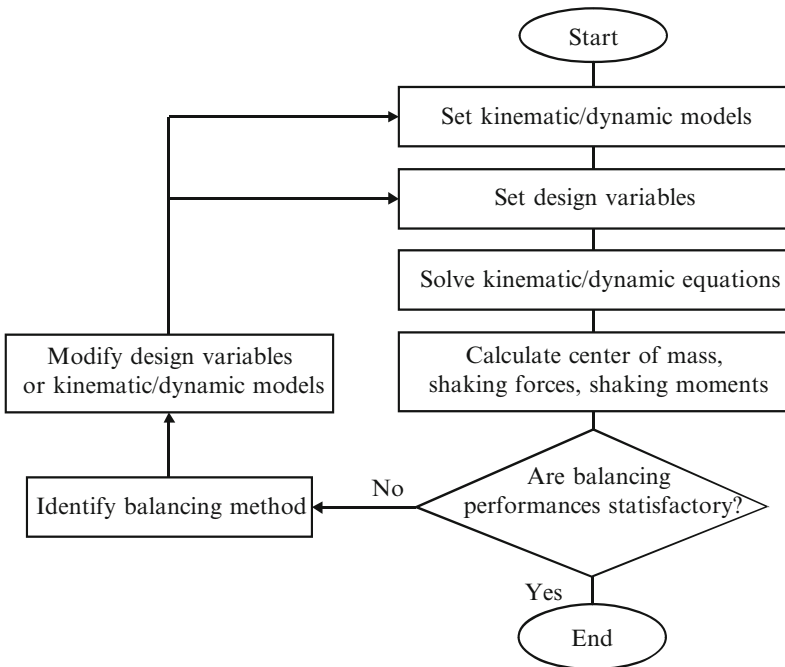 Start
Set kinematic/dynamic models
Set design variables
Solve kinematic/dynamic equations
Calculate center of mass,
shaking forces, shaking moments
Are balancing
performances statisfactory?
No
Identify balancing method
Modify design variables
or kinematic/dynamic models
Yes
End